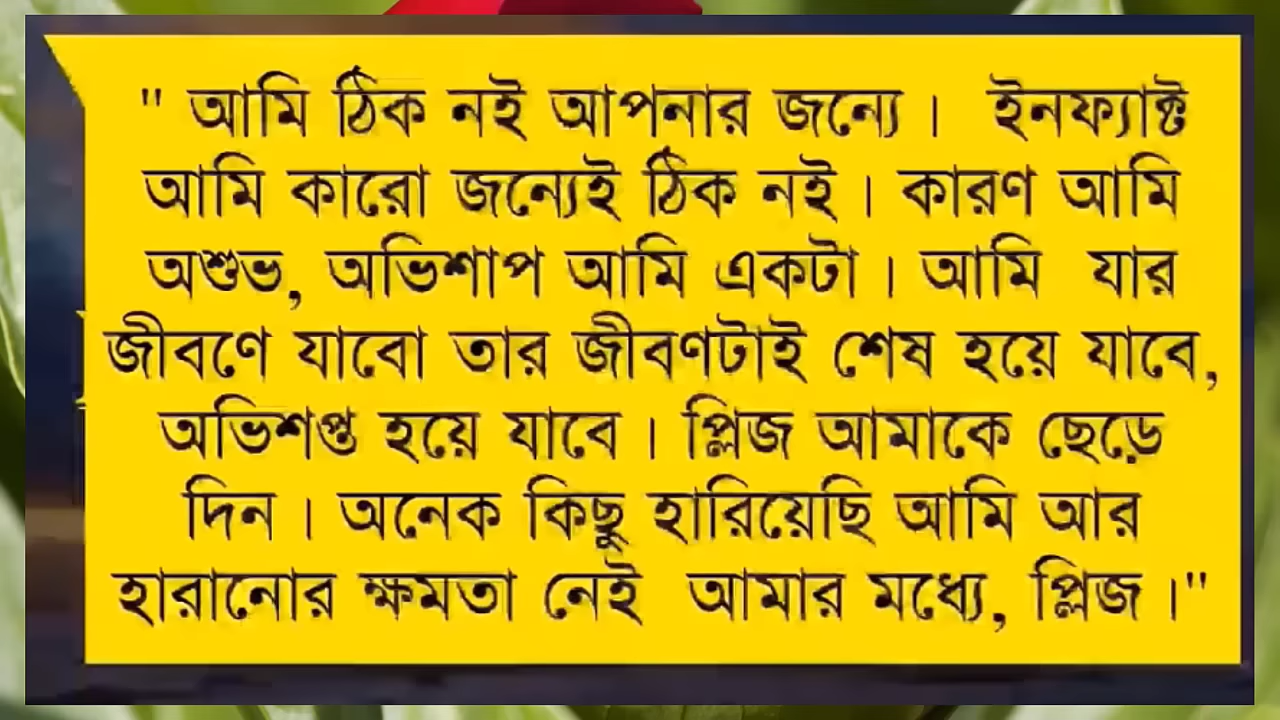 " আমি ঠিক নই আপনার জন্যে। ইনফ্যাক্ট
আমি কারো জন্যেই ঠিক নই। কারণ আমি
অশুভ, অভিশাপ আমি একটা। আমি যার
জীবণে যাবো তার জীবণটাই শেষ হয়ে যাবে,
অভিশপ্ত হয়ে যাবে। প্লিজ আমাকে ছেড়ে
দিন। অনেক কিছু হারিয়েছি আমি আর
হারানোর ক্ষমতা নেই আমার মধ্যে, প্লিজ।"